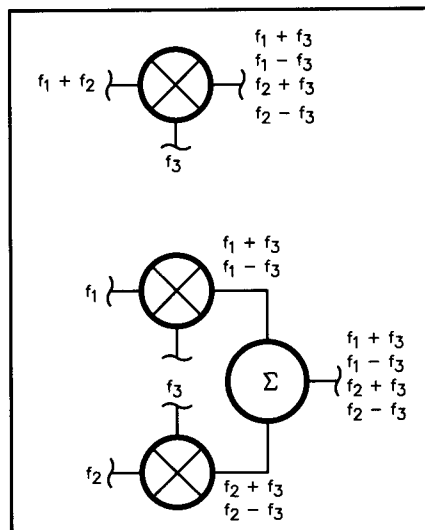 f₁ + f₂
f₁ + f₃
f₁ − f₃
f₂ + f₃
f₂ − f₃
f₃
f₁ + f₃
f₁ − f₃
f₁
f₃
Σ
f₁ + f₃
f₁ − f₃
f₂ + f₃
f₂ − f₃
f₂
f₂ + f₃
f₂ − f₃